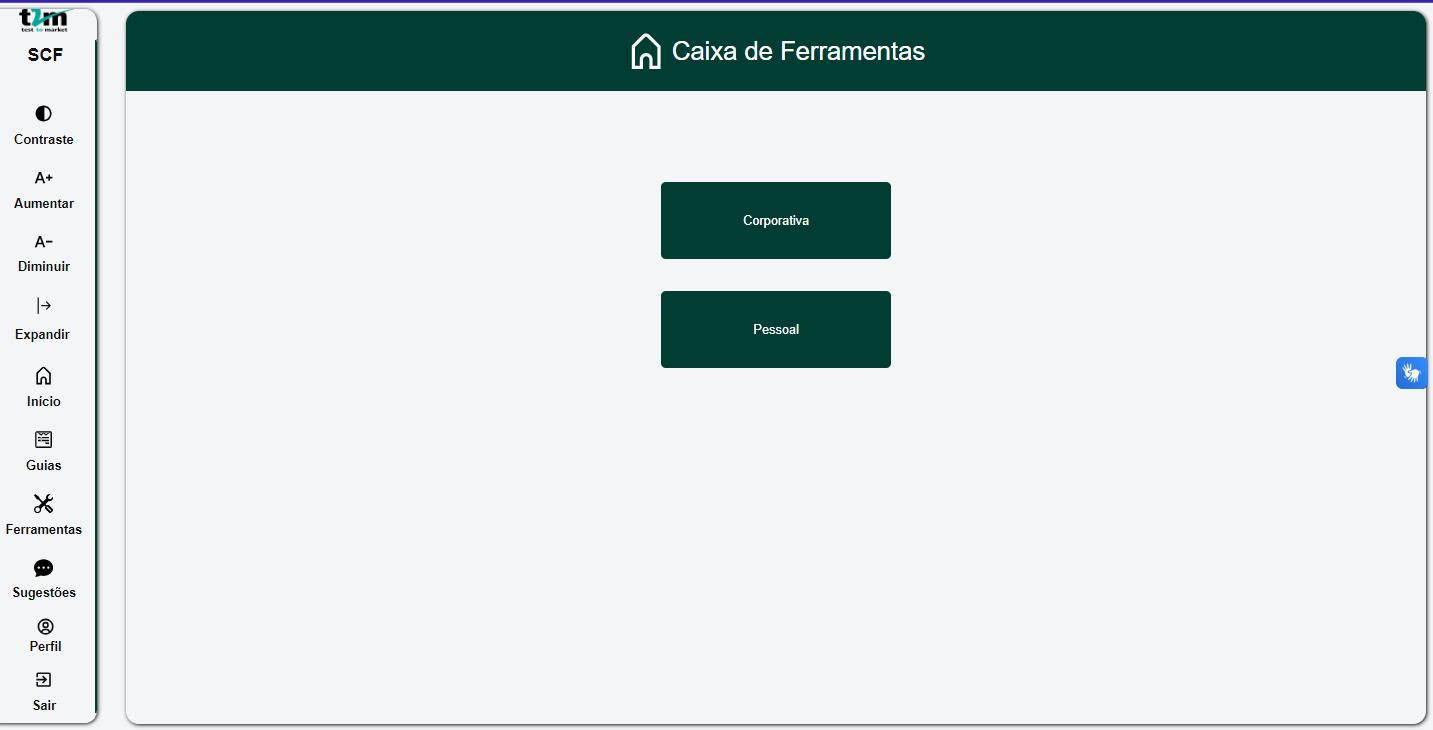 t2m
test to market
SCF
Contraste
A+
Aumentar
A-
Diminuir
Expandir
Início
Guias
Ferramentas
Sugestões
Perfil
Sair
Caixa de Ferramentas
Corporativa
Pessoal